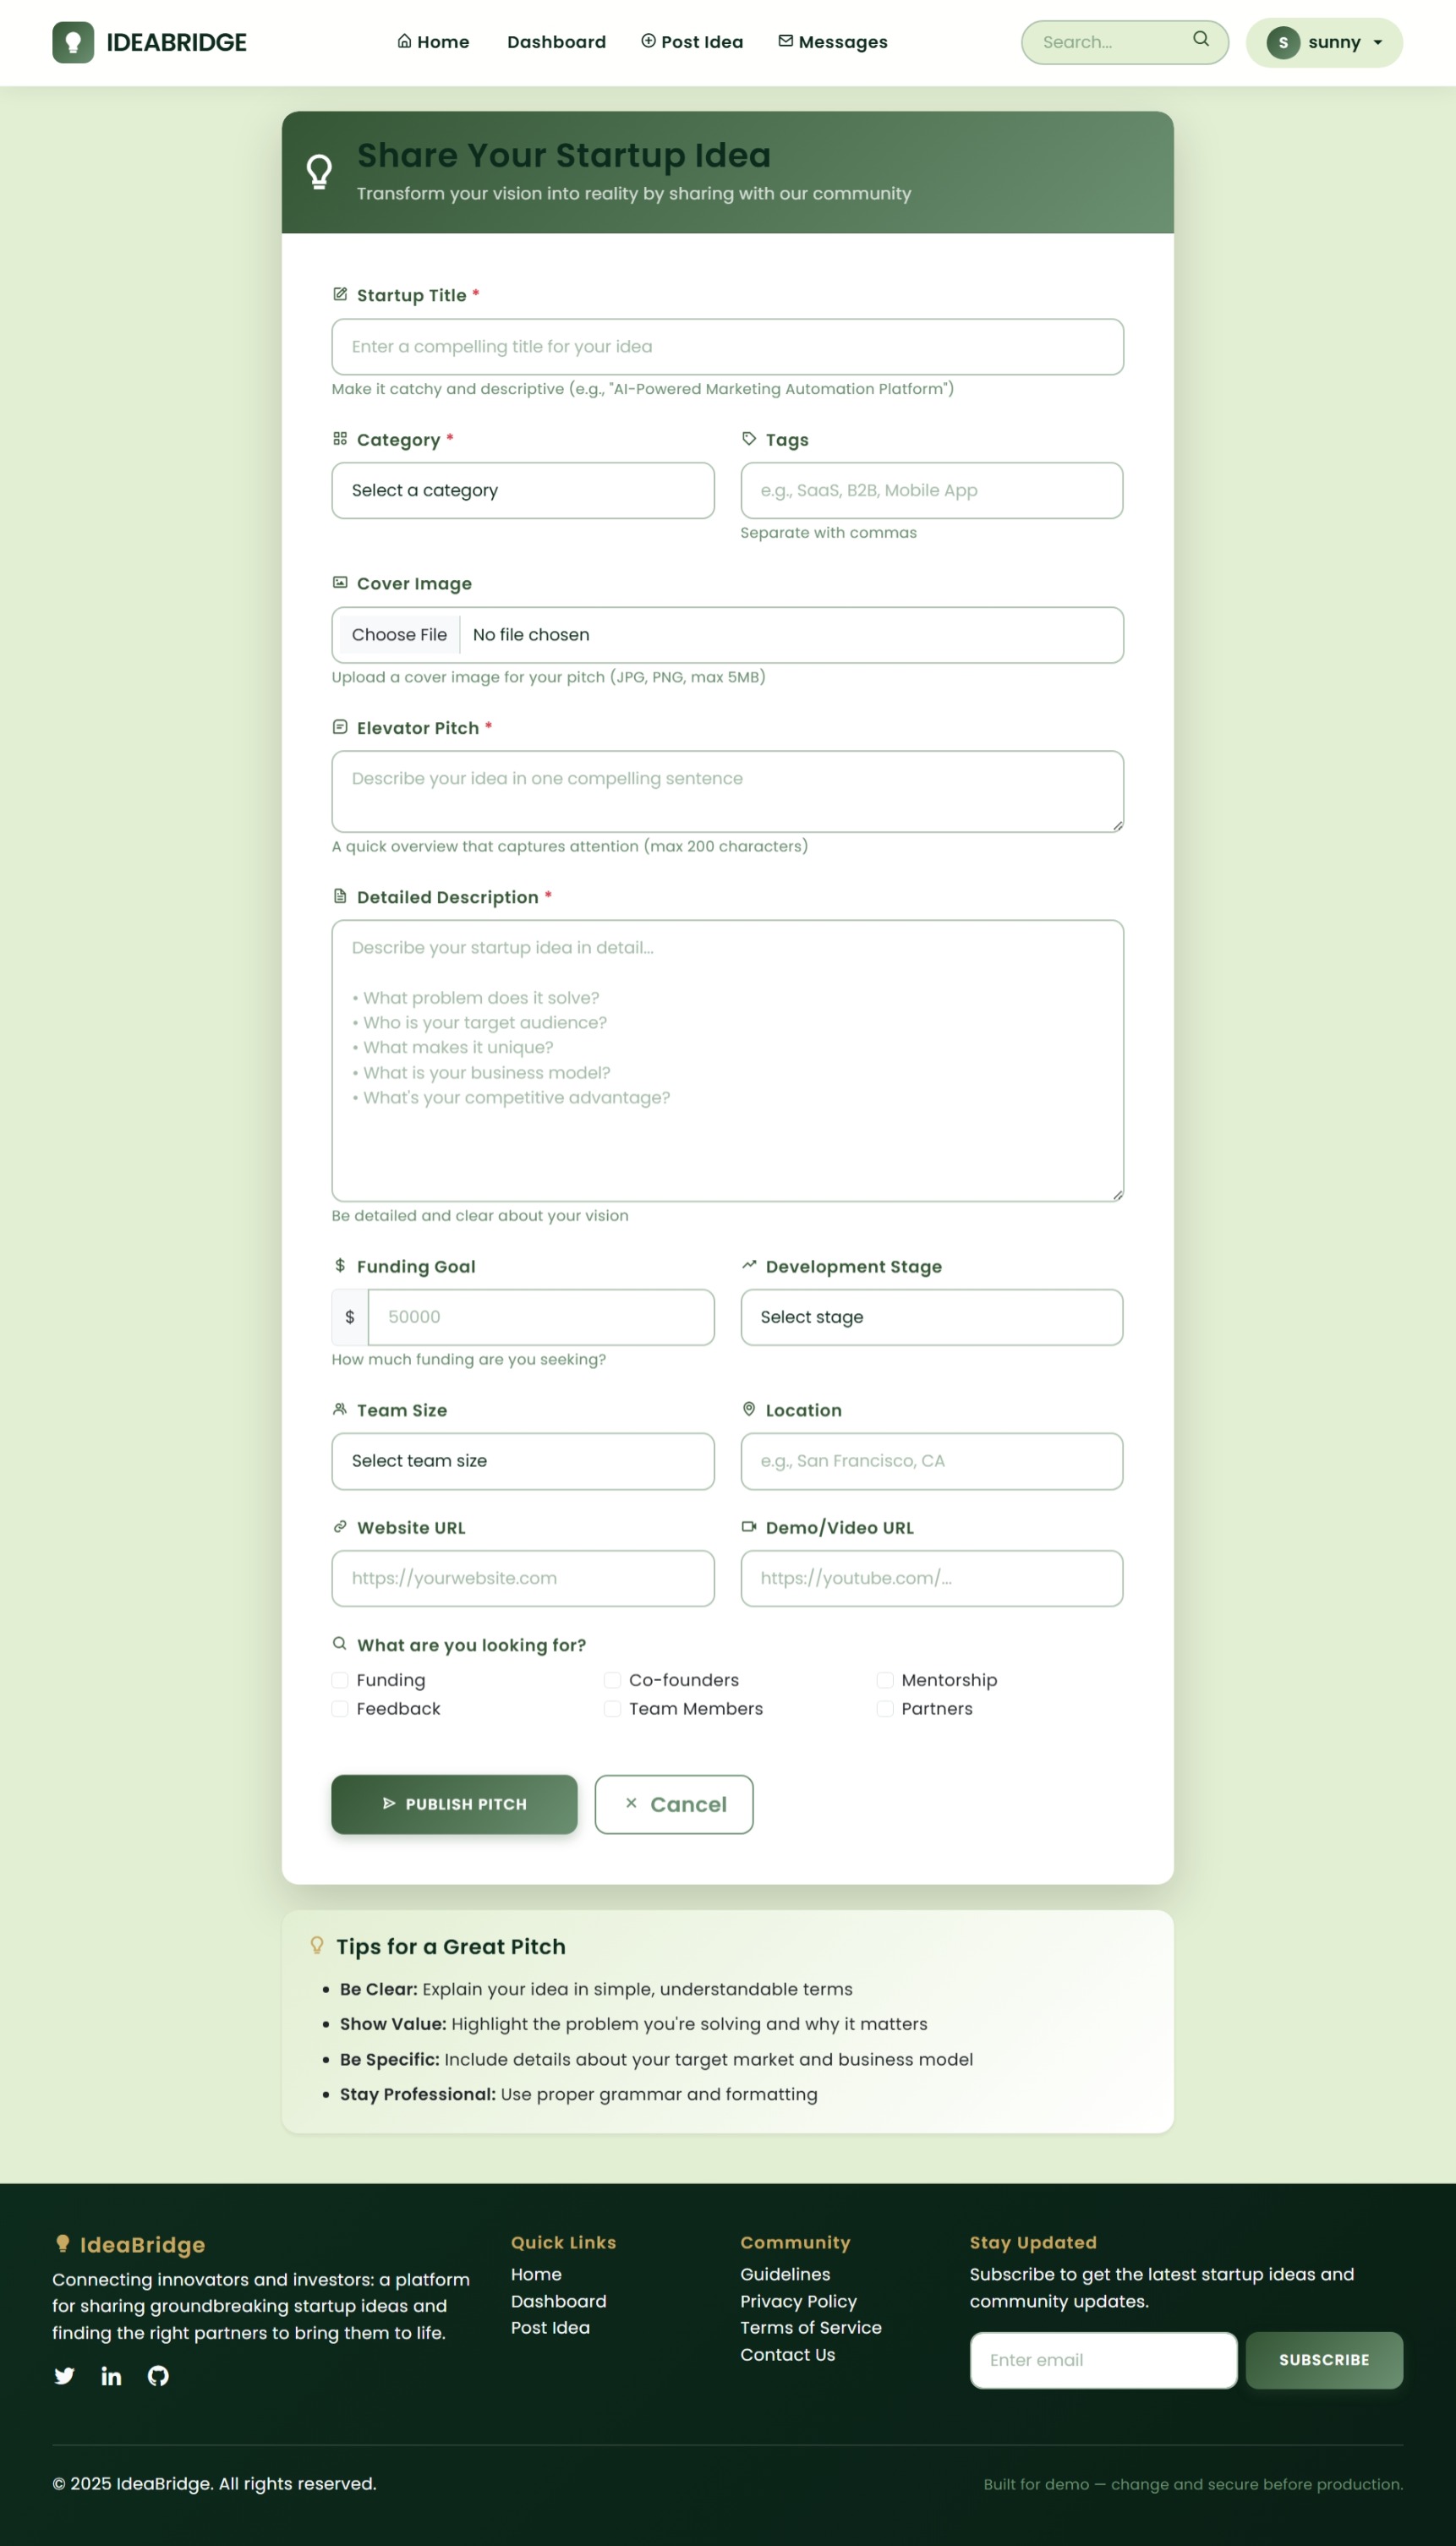 IDEABRIDGE
Home
Dashboard
Post Idea
Messages
Search...
S
sunny
Share Your Startup Idea
Transform your vision into reality by sharing with our community
Startup Title *
Enter a compelling title for your idea
Make it catchy and descriptive (e.g., "AI-Powered Marketing Automation Platform")
Category *
Tags
Select a category
e.g., SaaS, B2B, Mobile App
Separate with commas
Cover Image
Choose File
No file chosen
Upload a cover image for your pitch (JPG, PNG, max 5MB)
Elevator Pitch *
Describe your idea in one compelling sentence
A quick overview that captures attention (max 200 characters)
Detailed Description *
Describe your startup idea in detail...
• What problem does it solve?
• Who is your target audience?
• What makes it unique?
• What is your business model?
• What's your competitive advantage?
Be detailed and clear about your vision
$ Funding Goal
Development Stage
$ 50000
Select stage
How much funding are you seeking?
Team Size
Location
Select team size
e.g., San Francisco, CA
Website URL
Demo/Video URL
https://yourwebsite.com
https://youtube.com/...
What are you looking for?
Funding
Co-founders
Mentorship
Feedback
Team Members
Partners
PUBLISH PITCH
Cancel
Tips for a Great Pitch
• Be Clear: Explain your idea in simple, understandable terms
• Show Value: Highlight the problem you're solving and why it matters
• Be Specific: Include details about your target market and business model
• Stay Professional: Use proper grammar and formatting
IdeaBridge
Connecting innovators and investors: a platform
for sharing groundbreaking startup ideas and
finding the right partners to bring them to life.
Quick Links
Home
Dashboard
Post Idea
Community
Guidelines
Privacy Policy
Terms of Service
Contact Us
Stay Updated
Subscribe to get the latest startup ideas and
community updates.
Enter email
SUBSCRIBE
© 2025 IdeaBridge. All rights reserved.
Built for demo — change and secure before production.